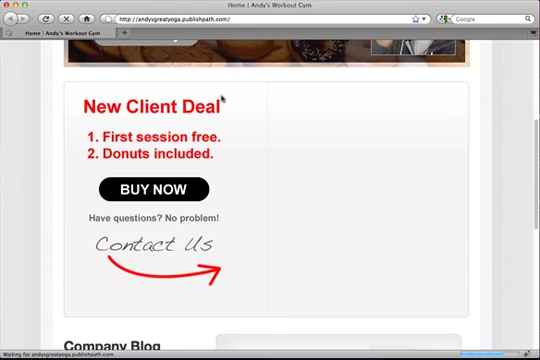 Home | Andy's Workout Gym
http://andysgreatyoga.publishpath.com/
Google
Home | Andy's Workout Gym
New Client Deal
1. First session free.
2. Donuts included.
BUY NOW
Have questions? No problem!
Contact Us
Company Blog
Waiting for andysgreatyoga.publishpath.com...